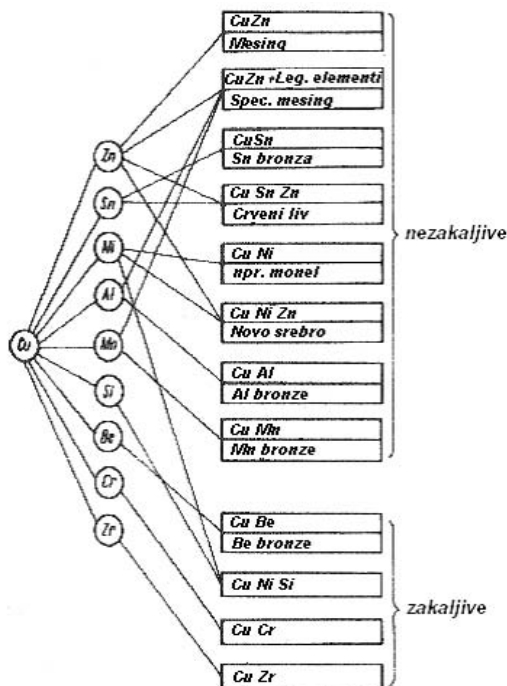 CuZn
Mesing
CuZn +Leg. elementi
Spec. mesing
CuSn
Sn bronza
Cu Sn Zn
Crveni liv
Cu Ni
npr. monel
Cu Ni Zn
Novo srebro
Cu Al
Al bronze
Cu Mn
Mn bronze
nezakaljive
Cu Be
Be bronze
Cu Ni Si
Cu Cr
Cu Zr
zakaljive
Cu
Zn
Sn
Ni
Al
Mn
Si
Be
Cr
Zr